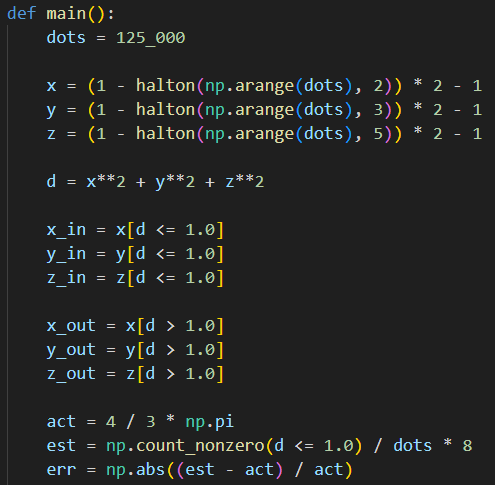 def main():
    dots = 125_000

    x = (1 - halton(np.arange(dots), 2)) * 2 - 1
    y = (1 - halton(np.arange(dots), 3)) * 2 - 1
    z = (1 - halton(np.arange(dots), 5)) * 2 - 1

    d = x**2 + y**2 + z**2

    x_in = x[d <= 1.0]
    y_in = y[d <= 1.0]
    z_in = z[d <= 1.0]

    x_out = x[d > 1.0]
    y_out = y[d > 1.0]
    z_out = z[d > 1.0]

    act = 4 / 3 * np.pi
    est = np.count_nonzero(d <= 1.0) / dots * 8
    err = np.abs((est - act) / act)